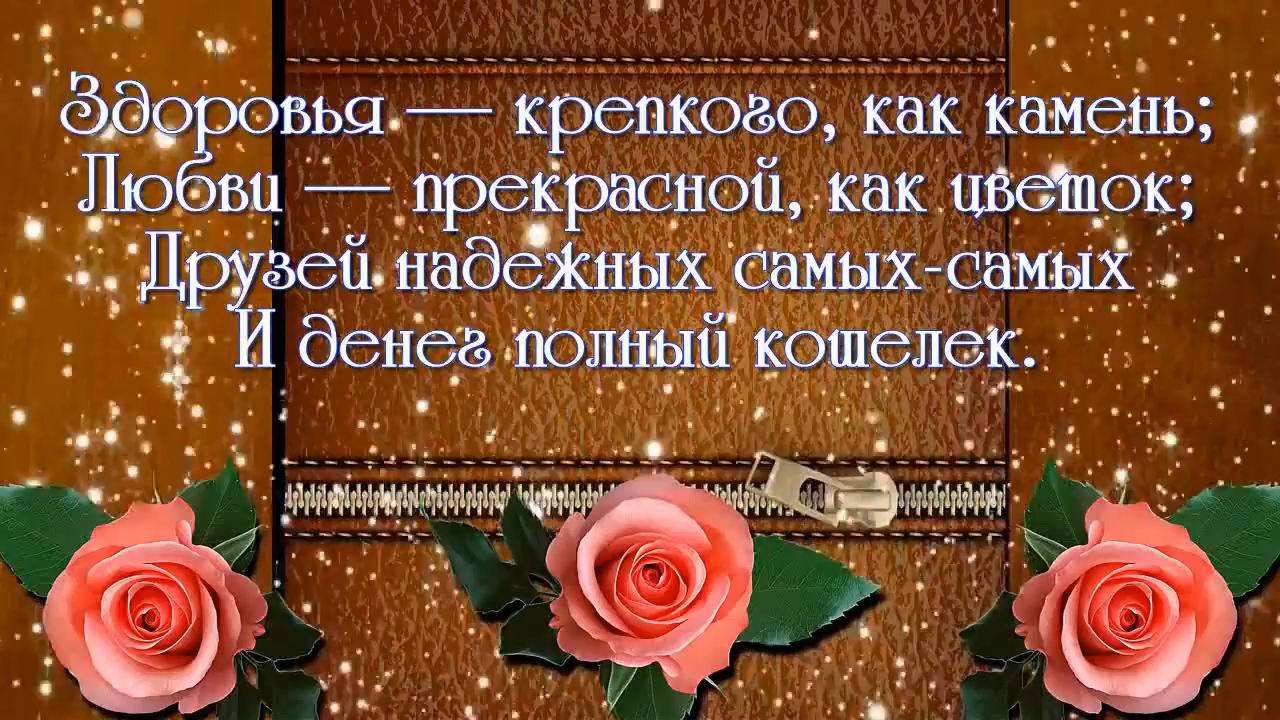 Здоровья — крепкого, как камень;
Любви — прекрасной, как цветок;
Друзей надежных самых-самых
И денег полный кошелек.